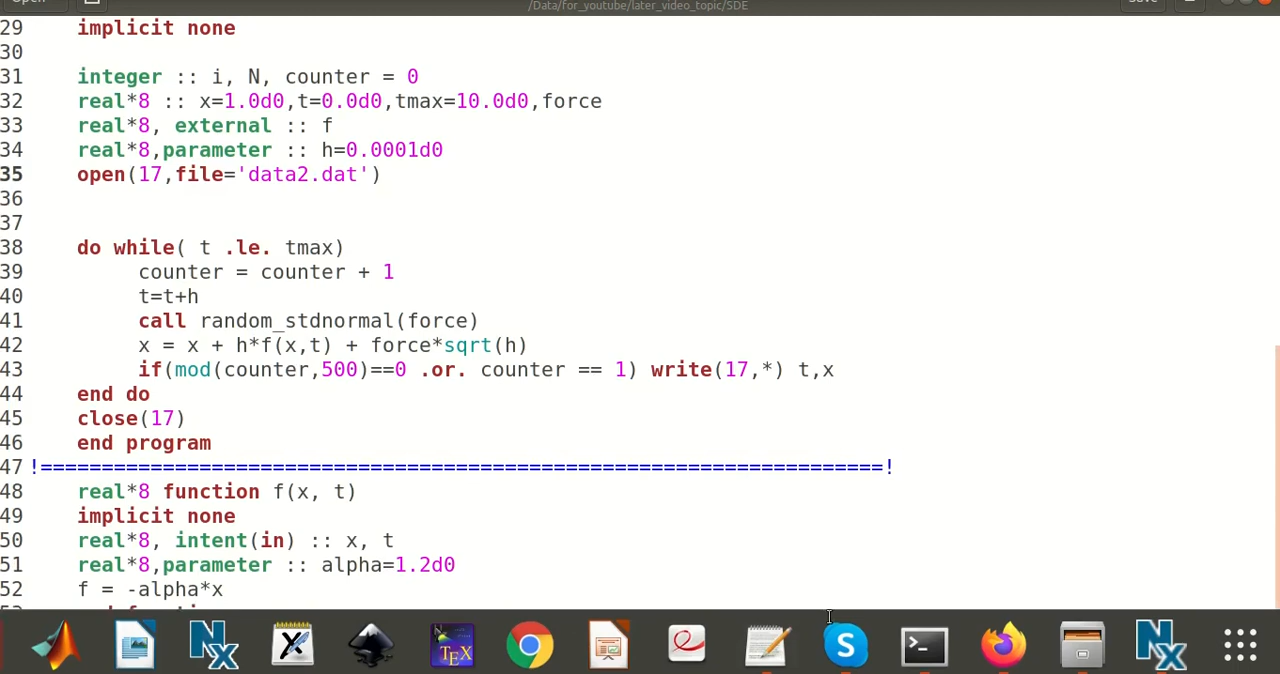 /Data/for_youtube/later_video_topic/SDE
29 implicit none
30
31 integer :: i, N, counter = 0
32 real*8 :: x=1.0d0,t=0.0d0,tmax=10.0d0,force
33 real*8, external :: f
34 real*8,parameter :: h=0.0001d0
35 open(17,file='data2.dat')
36
37
38 do while( t .le. tmax)
39 counter = counter + 1
40 t=t+h
41 call random_stdnormal(force)
42 x = x + h*f(x,t) + force*sqrt(h)
43 if(mod(counter,500)==0 .or. counter == 1) write(17,*) t,x
44 end do
45 close(17)
46 end program
47 !=====================================================================!
48 real*8 function f(x, t)
49 implicit none
50 real*8, intent(in) :: x, t
51 real*8,parameter :: alpha=1.2d0
52 f = -alpha*x
TEX